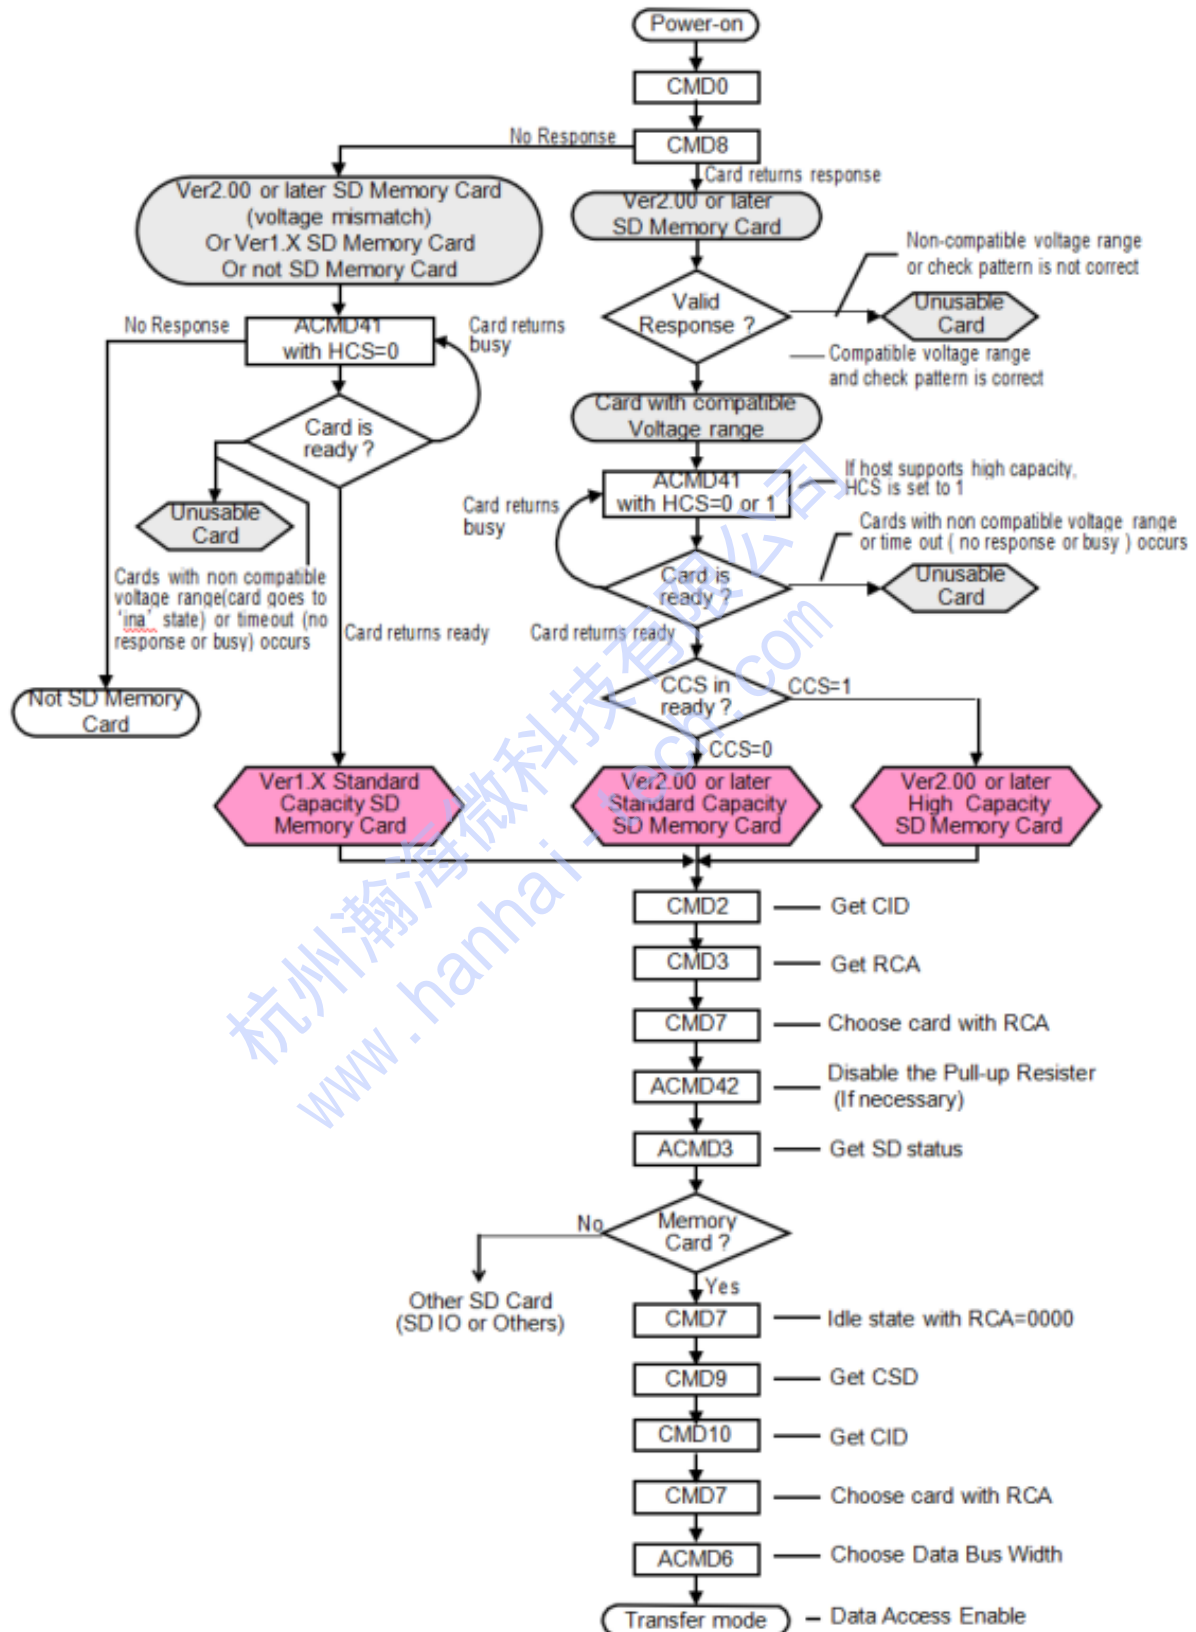 Power-on
CMD0
CMD8
No Response
Card returns response
Ver2.00 or later SD Memory Card
(voltage mismatch)
Or Ver1.X SD Memory Card
Or not SD Memory Card
Ver2.00 or later
SD Memory Card
Non-compatible voltage range
or check pattern is not correct
Valid
Response ?
Unusable
Card
Compatible voltage range
and check pattern is correct
No Response
ACMD41
with HCS=0
Card returns
busy
Card is
ready ?
Unusable
Card
Cards with non compatible
voltage range(card goes to
‘ina’ state) or timeout (no
response or busy) occurs
Card returns ready
Not SD Memory
Card
Card with compatible
Voltage range
ACMD41
with HCS=0 or 1
If host supports high capacity,
HCS is set to 1
Card returns
busy
Cards with non compatible voltage range
or time out ( no response or busy ) occurs
Card is
ready ?
Unusable
Card
Card returns ready
CCS in
ready ?
CCS=1
CCS=0
Ver1.X Standard
Capacity SD
Memory Card
Ver2.00 or later
Standard Capacity
SD Memory Card
Ver2.00 or later
High Capacity
SD Memory Card
CMD2
Get CID
CMD3
Get RCA
CMD7
Choose card with RCA
ACMD42
Disable the Pull-up Resister
(If necessary)
ACMD3
Get SD status
Memory
Card ?
No
Yes
Other SD Card
(SD IO or Others)
CMD7
Idle state with RCA=0000
CMD9
Get CSD
CMD10
Get CID
CMD7
Choose card with RCA
ACMD6
Choose Data Bus Width
Transfer mode
Data Access Enable
杭州瀚海微科技有限公司
www.hanhai-tech.com